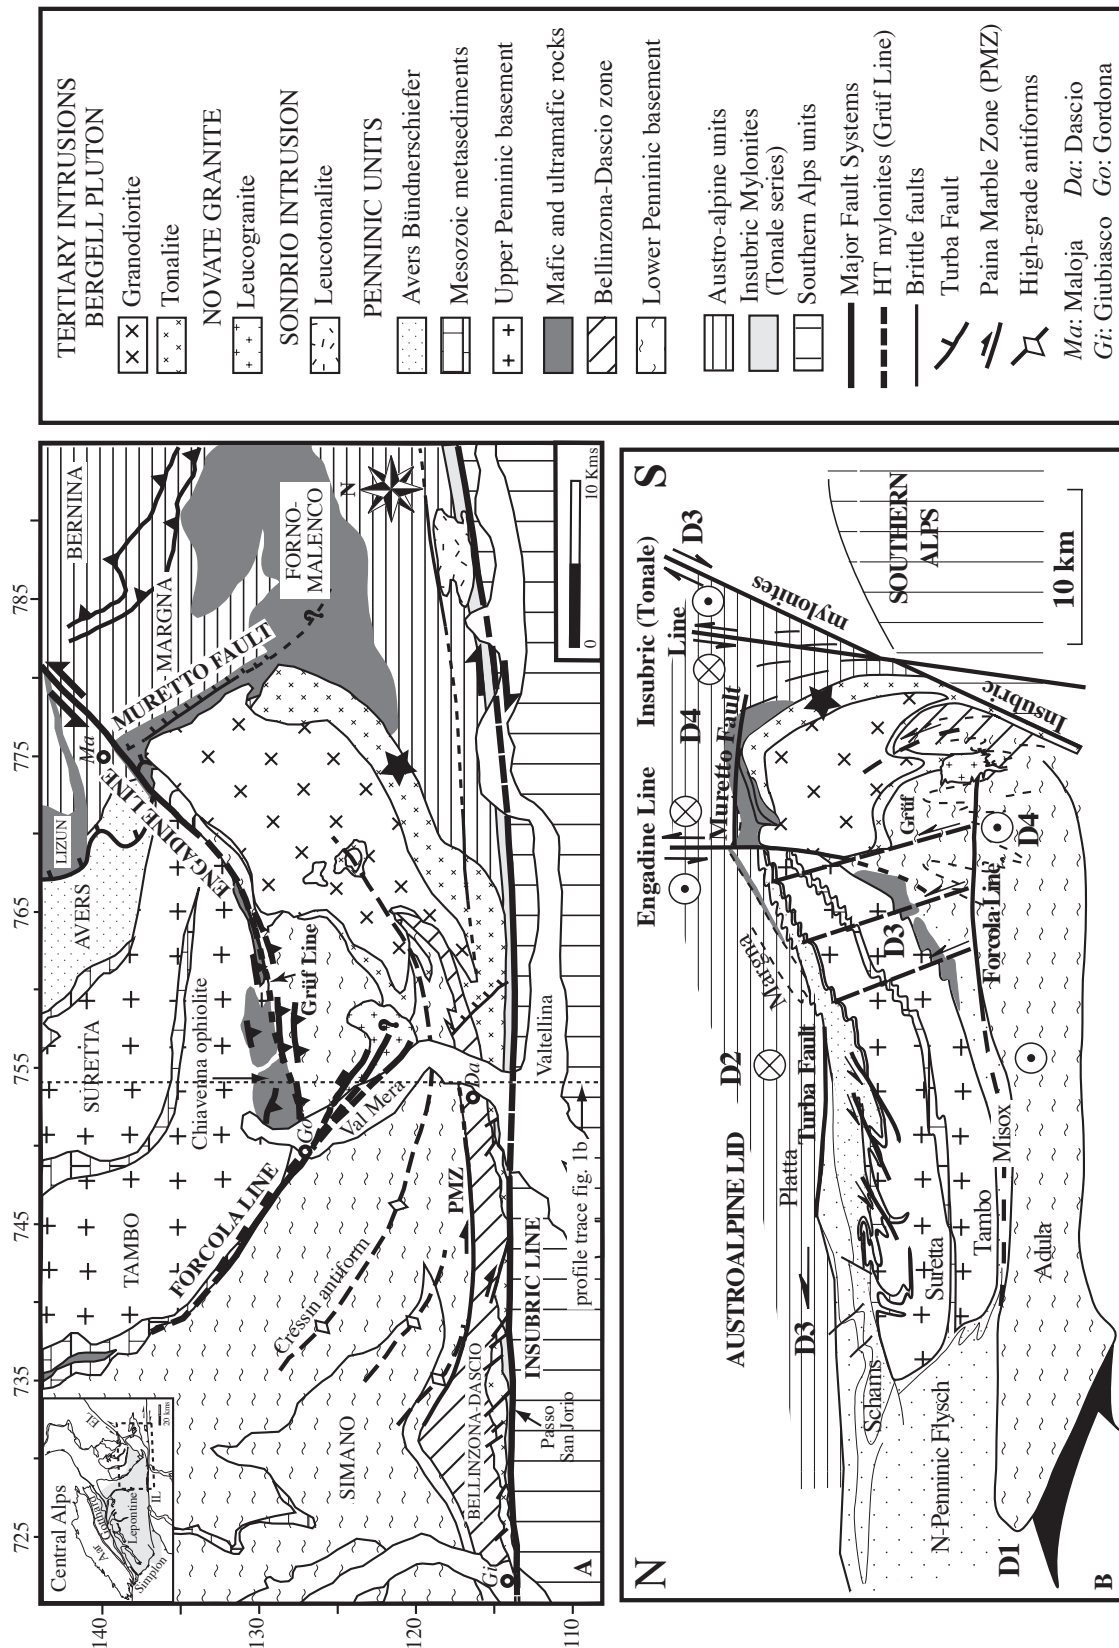 TERTIARY INTRUSIONS
BERGELL PLUTON
Granodiorite
Tonalite
NOVATE GRANITE
Leucogranite
SONDRIO INTRUSION
Leucotonalite
PENNINIC UNITS
Avers Bündnerschiefer
Mesozoic metasediments
Upper Penninic basement
Mafic and ultramafic rocks
Bellinzona-Dascio zone
Lower Penninic basement
Austro-alpine units
Insubric Mylonites
(Tonale series)
Southern Alps units
Major Fault Systems
HT mylonites (Grüf Line)
Brittle faults
Turba Fault
Paina Marble Zone (PMZ)
High-grade antiforms
Ma: Maloja Da: Dascio
Gi: Giubiasco Go: Gordona
725
735
745
755
765
775
785
140
130
120
110
Central Alps
Aar
Gotthard
Lepontine
Simplon
EL
IL
20 kms
TAMBO
SURETTA
AVERS
LIZUN
Ma
BERNINA
MARGNA
MURETTO FAULT
ENGADINE LINE
FORNO-
MALENCO
N
Chiavenna ophiolite
Grüf Line
FORCOLA LINE
Go
Val Mera
Cressin antiform
SIMANO
PMZ
Da
BELLINZONA-DASCIO
INSUBRIC LINE
Valtellina
Gi
Passo
San Jorio
profile trace fig. 1b
0 10 Kms
A
N
S
AUSTROALPINE LID
D2
D3
Engadine Line
D4
Insubric (Tonale)
Line
D3
Platta
Turba Fault
Margna
Muretto Fault
mylonites
Insubric
SOUTHERN
ALPS
Schams
Suretta
N-Penninic Flysch
Tambo
Misox
Adula
D3
Grüf
Forcola Line
D4
D1
10 km
B